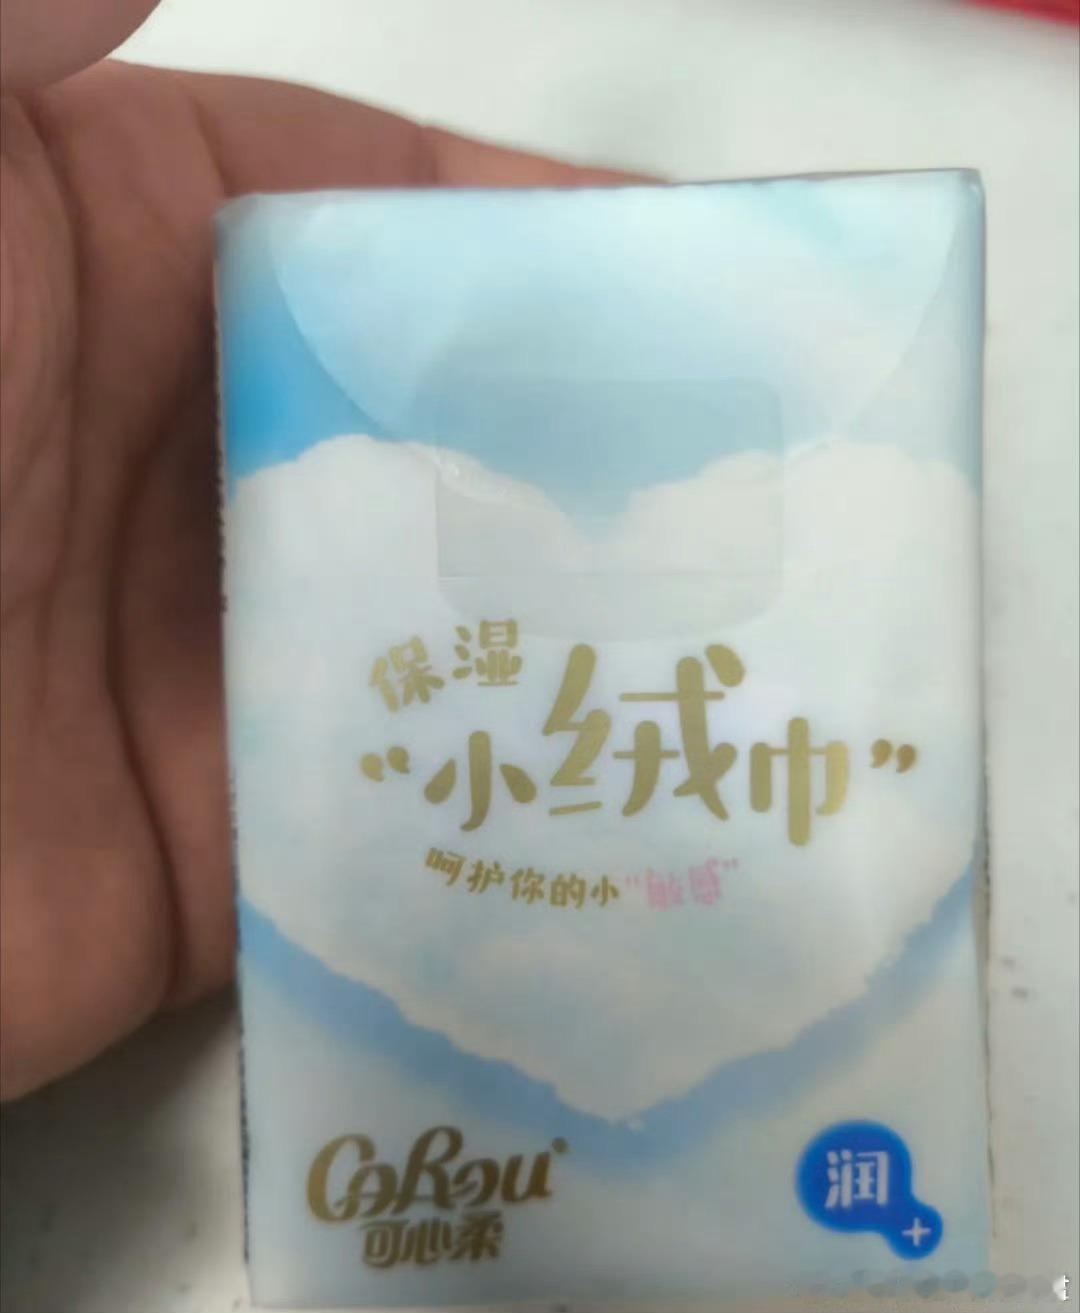 保湿
“小绒巾”
呵护你的小“敏感”
CoRou
可心柔
润+